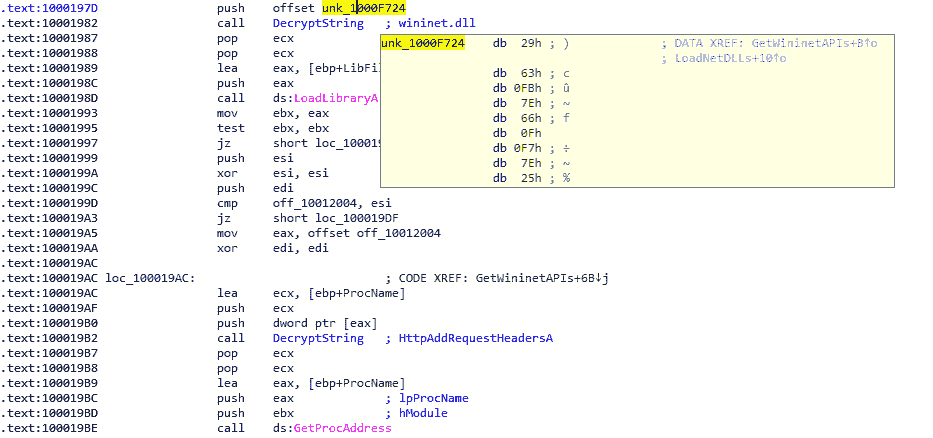 .text:1000197D push offset unk_1000F724
.text:10001982 call DecryptString ; wininet.dll
.text:10001987 pop ecx
.text:10001988 pop ecx
.text:10001989 lea eax, [ebp+LibFil
.text:1000198C push eax
.text:1000198D call ds:LoadLibraryA
.text:10001993 mov ebx, eax
.text:10001995 test ebx, ebx
.text:10001997 jz short loc_100019
.text:10001999 push esi
.text:1000199A xor esi, esi
.text:1000199C push edi
.text:1000199D cmp off_10012004, esi
.text:100019A3 jz short loc_100019DF
.text:100019A5 mov eax, offset off_10012004
.text:100019AA xor edi, edi
.text:100019AC
.text:100019AC loc_100019AC: ; CODE XREF: GetWininetAPIs+6B↓j
.text:100019AC lea ecx, [ebp+ProcName]
.text:100019AF push ecx
.text:100019B0 push dword ptr [eax]
.text:100019B2 call DecryptString ; HttpAddRequestHeadersA
.text:100019B7 pop ecx
.text:100019B8 pop ecx
.text:100019B9 lea eax, [ebp+ProcName]
.text:100019BC push eax ; lpProcName
.text:100019BD push ebx ; hModule
.text:100019BE call ds:GetProcAddress
unk_1000F724 db 29h ; ) ; DATA XREF: GetWininetAPIs+8↑o
; LoadNetDLLs+10↑o
db 63h ; c
db 0FBh ; û
db 7Eh ; ~
db 66h ; f
db 0Fh
db 0F7h ; ÷
db 7Eh ; ~
db 25h ; %